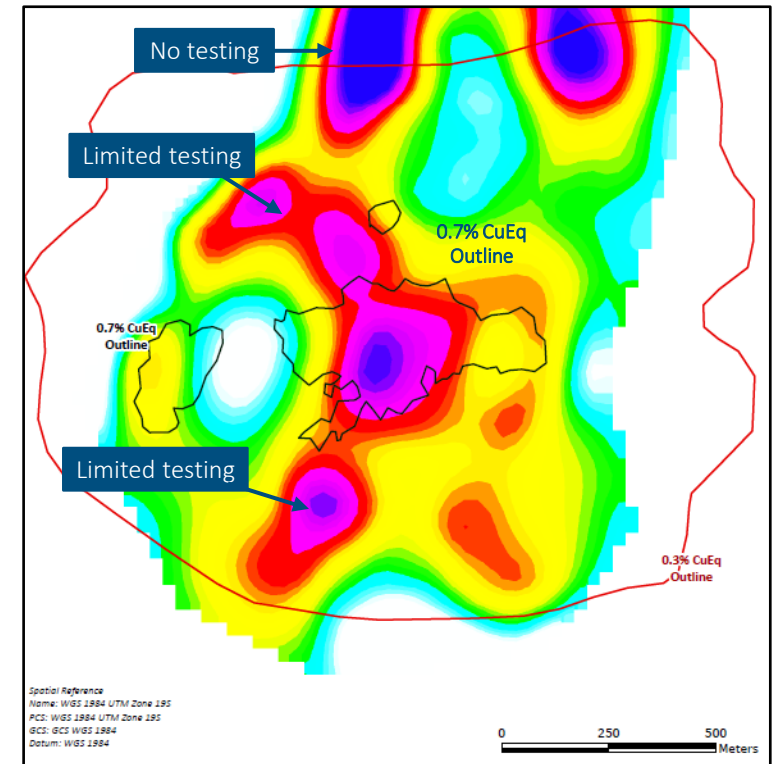 No testing
Limited testing
0.7% CuEq
Outline
0.7% CuEq
Outline
Limited testing
0.3% CuEq
Outline
Spatial Reference
Name: WGS 1984 UTM Zone 19S
PCS: WGS 1984 UTM Zone 19S
GCS: GCS WGS 1984
Datum: WGS 1984
0 250 500
Meters